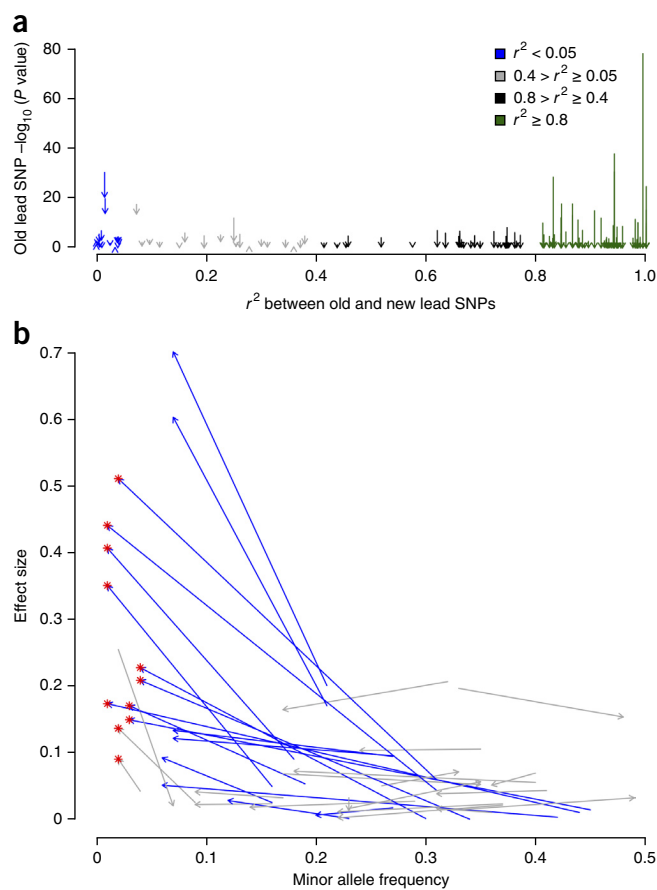 a
80
60
40
20
0
Old lead SNP –log10 (P value)
r2 < 0.05
0.4 > r2 ≥ 0.05
0.8 > r2 ≥ 0.4
r2 ≥ 0.8
0 0.2 0.4 0.6 0.8 1.0
r2 between old and new lead SNPs
b
0.7
0.6
0.5
0.4
0.3
0.2
0.1
0
Effect size
0 0.1 0.2 0.3 0.4 0.5
Minor allele frequency